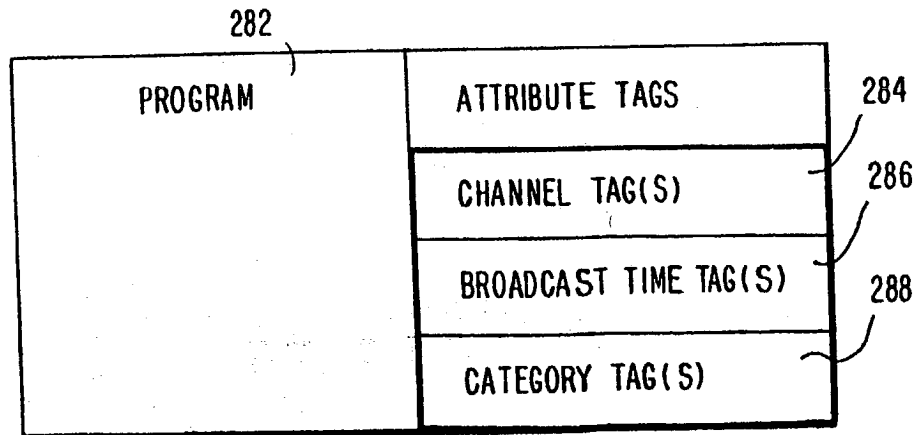 282
PROGRAM
ATTRIBUTE TAGS
284
CHANNEL TAG(S)
286
BROADCAST TIME TAG(S)
288
CATEGORY TAG(S)